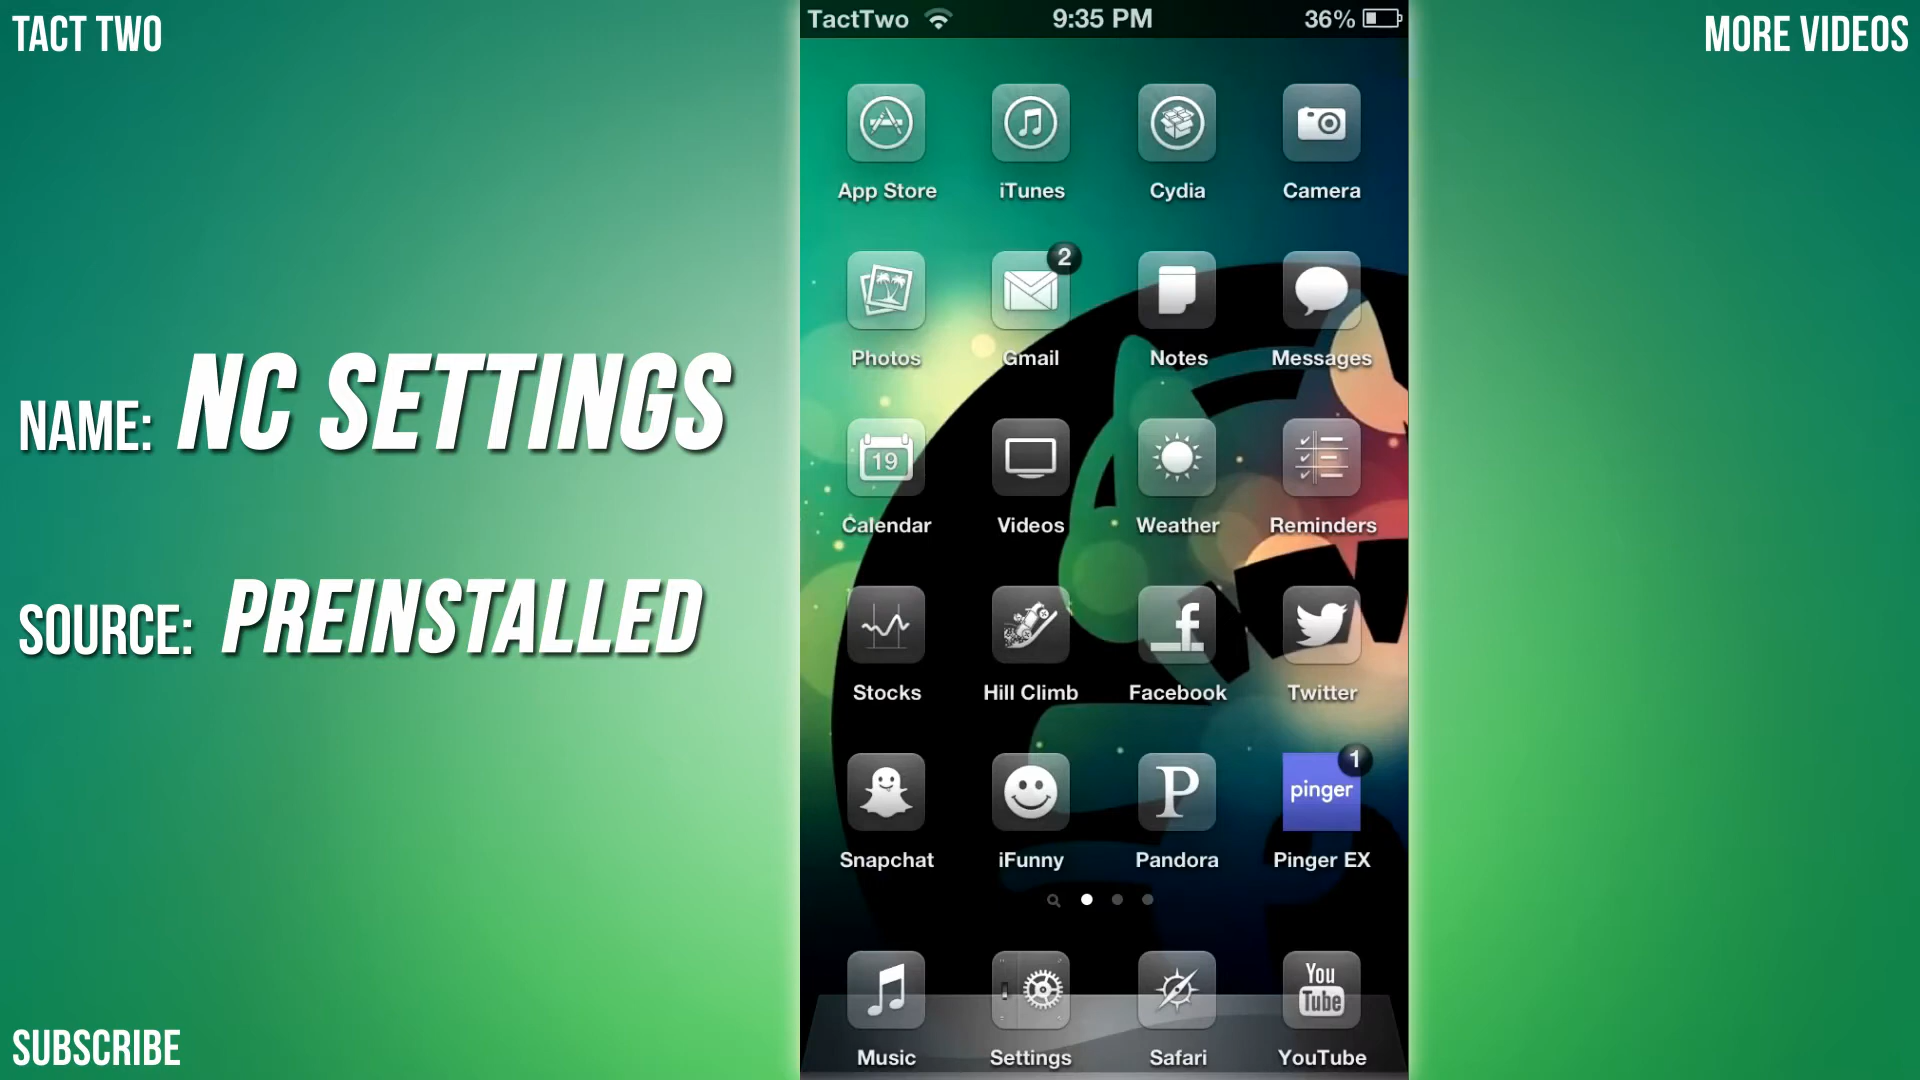 TACT TWO
MORE VIDEOS
TactTwo 9:35 PM 36%
App Store iTunes Cydia Camera
2
Photos Gmail Notes Messages
NAME: NC SETTINGS
19
Calendar Videos Weather Reminders
SOURCE: PREINSTALLED
f
Stocks Hill Climb Facebook Twitter
P pinger 1
Snapchat iFunny Pandora Pinger EX
You
Tube
Music Settings Safari YouTube
SUBSCRIBE